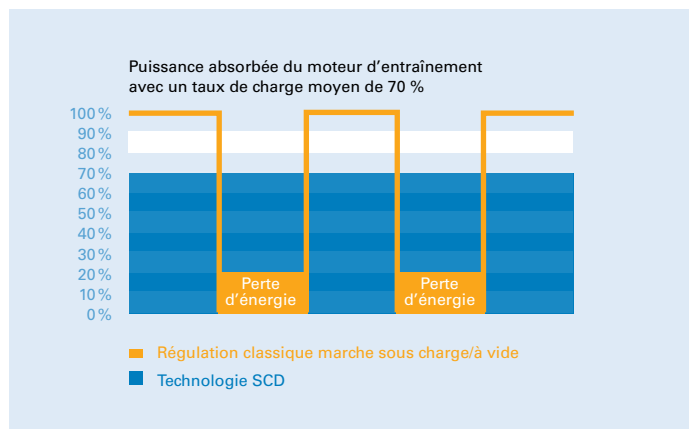 Puissance absorbée du moteur d’entraînement
avec un taux de charge moyen de 70 %
100 %
90 %
80 %
70 %
60 %
50 %
40 %
30 %
20 %
10 %
0 %
Perte
d’énergie
Perte
d’énergie
Régulation classique marche sous charge/à vide
Technologie SCD